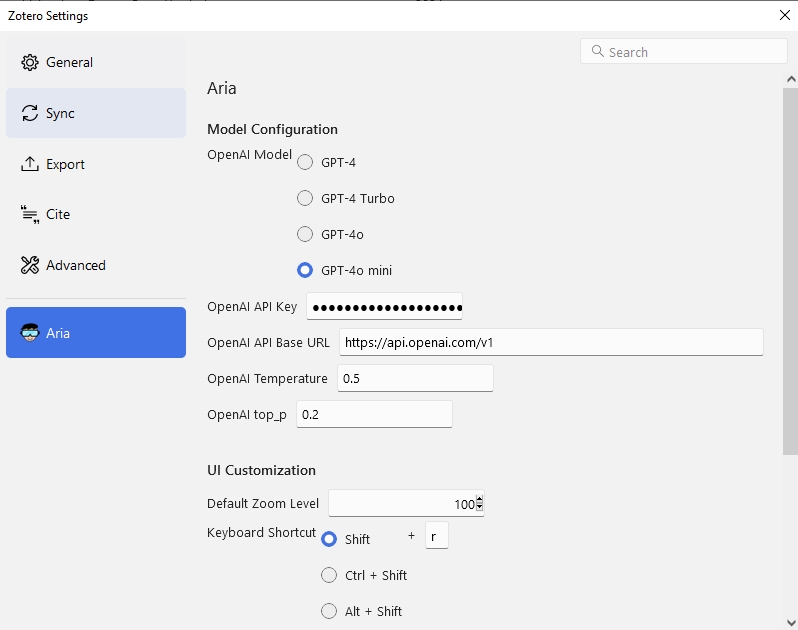 Zotero Settings
General
Sync
Export
Cite
Advanced
Aria
Search
Aria
Model Configuration
OpenAI Model
GPT-4
GPT-4 Turbo
GPT-4o
GPT-4o mini
OpenAI API Key ●●●●●●●●●●●●●●●●●●●
OpenAI API Base URL https://api.openai.com/v1
OpenAI Temperature 0.5
OpenAI top_p 0.2
UI Customization
Default Zoom Level 100
Keyboard Shortcut Shift + r
Ctrl + Shift
Alt + Shift